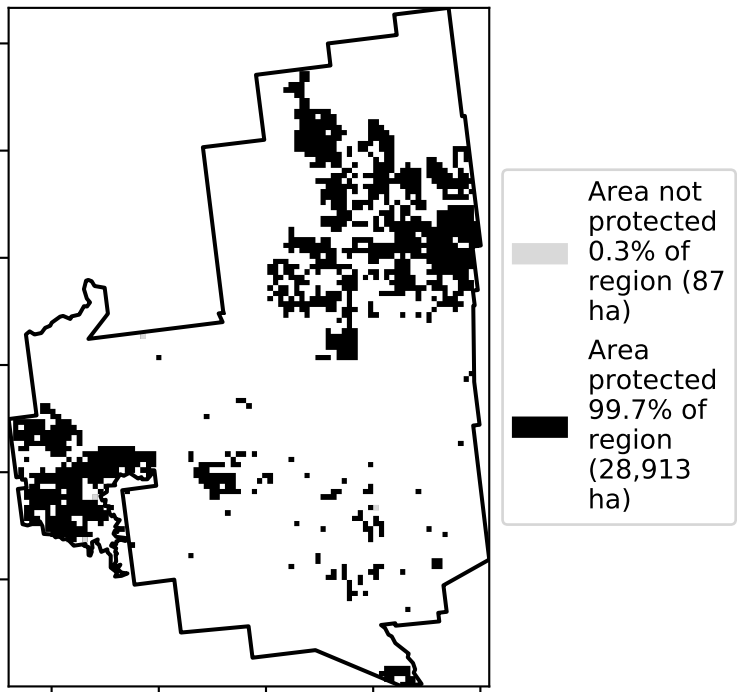 Area not
protected
0.3% of
region (87
ha)
Area
protected
99.7% of
region
(28,913
ha)